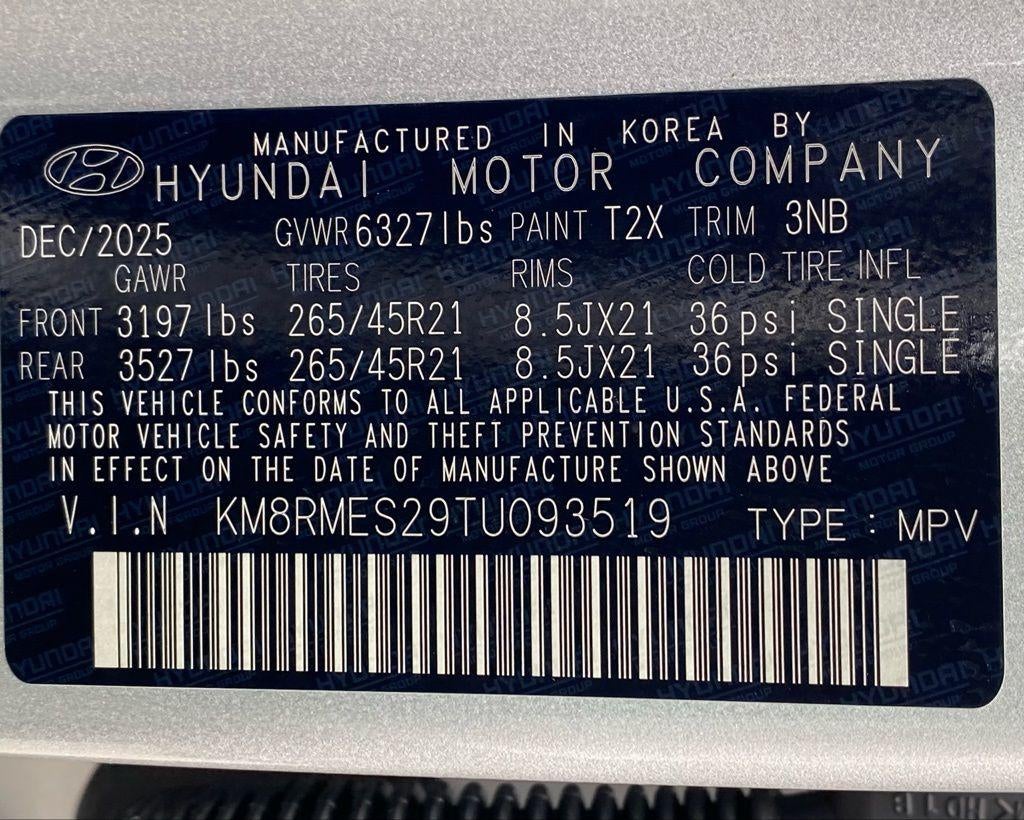 MANUFACTURED IN KOREA BY
HYUNDAI MOTOR COMPANY
DEC/2025 GVWR 6327lbs PAINT T2X TRIM 3NB
GAWR TIRES RIMS COLD TIRE INFL
FRONT 3197lbs 265/45R21 8.5JX21 36psi SINGLE
REAR 3527lbs 265/45R21 8.5JX21 36psi SINGLE
THIS VEHICLE CONFORMS TO ALL APPLICABLE U.S.A. FEDERAL
MOTOR VEHICLE SAFETY AND THEFT PREVENTION STANDARDS
IN EFFECT ON THE DATE OF MANUFACTURE SHOWN ABOVE
V.I.N KM8RMES29TU093519 TYPE : MPV